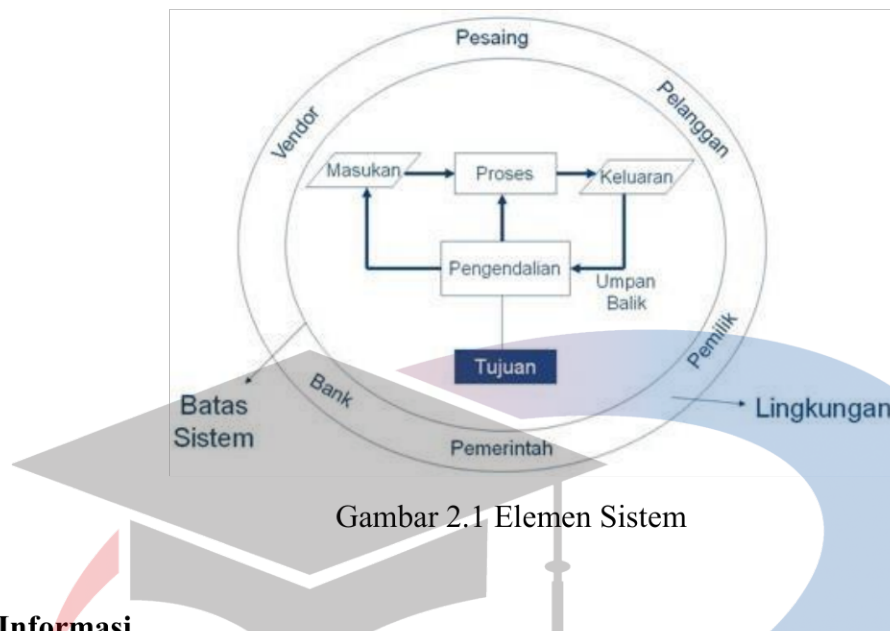 Pesaing
Vendor
Pelanggan
Masukan
Proses
Keluaran
Pengendalian
Umpan
Balik
Tujuan
Pemilik
Bank
Batas
Sistem
Lingkungan
Pemerintah
Gambar 2.1 Elemen Sistem
Informasi